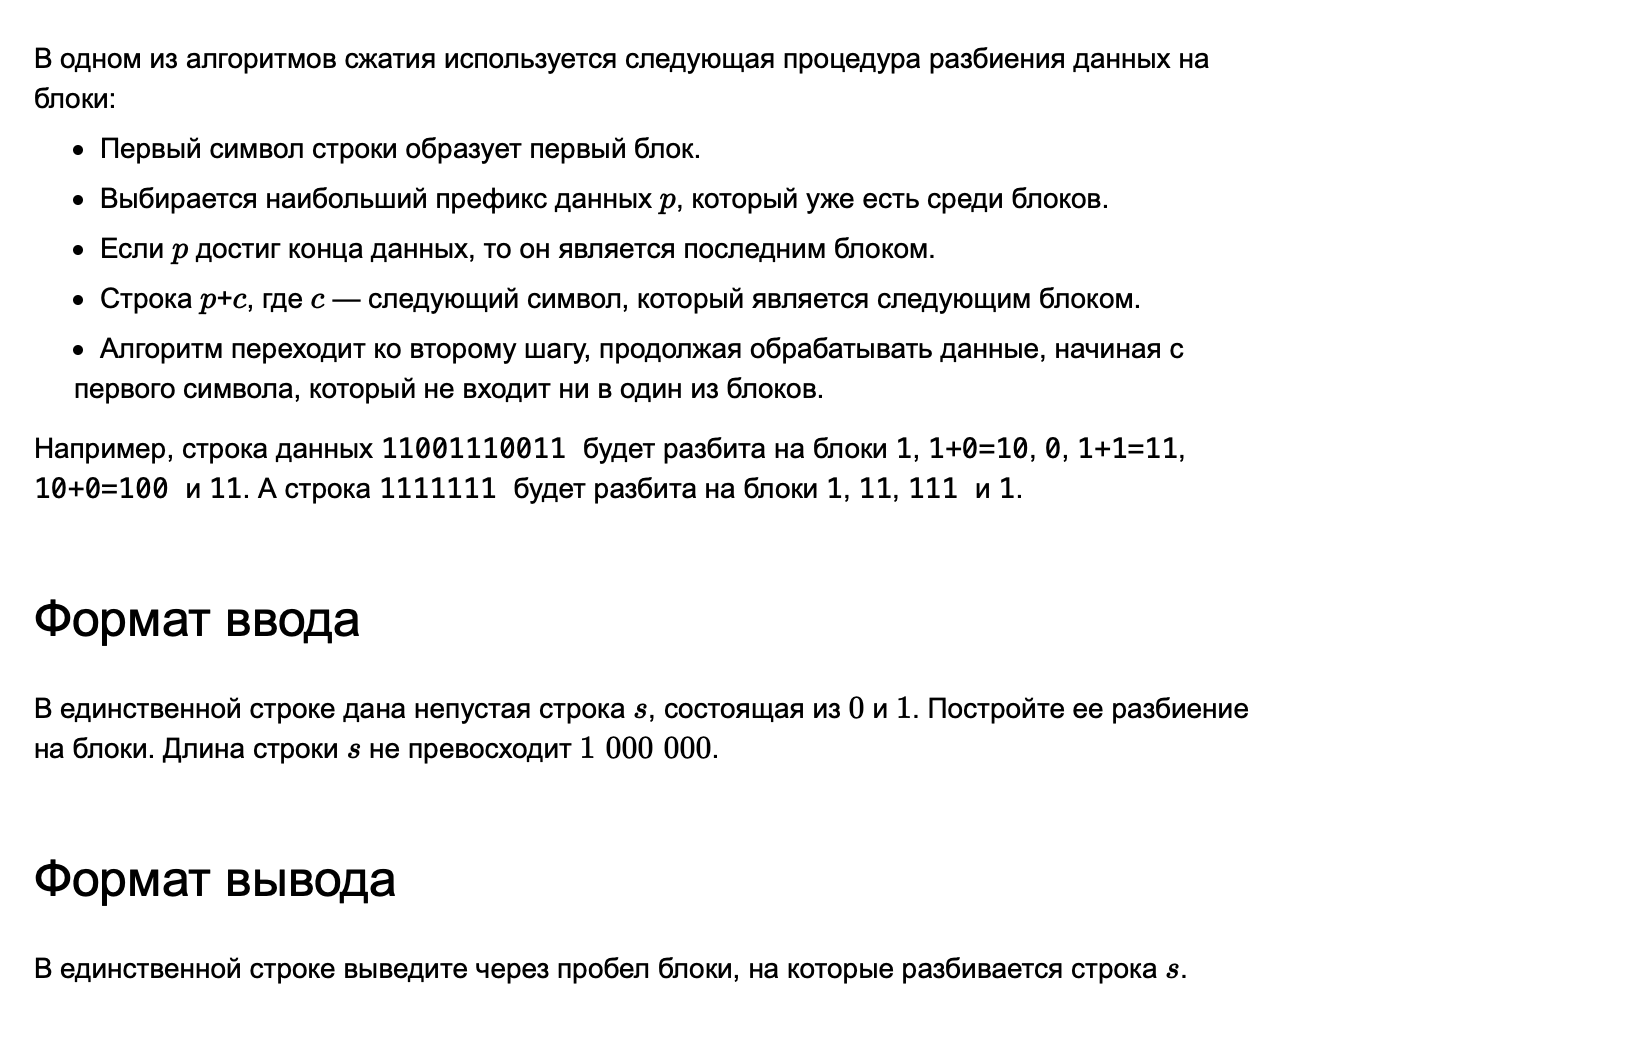 В одном из алгоритмов сжатия используется следующая процедура разбиения данных на
блоки:
• Первый символ строки образует первый блок.
• Выбирается наибольший префикс данных p, который уже есть среди блоков.
• Если p достиг конца данных, то он является последним блоком.
• Строка p+c, где c — следующий символ, который является следующим блоком.
• Алгоритм переходит ко второму шагу, продолжая обрабатывать данные, начиная с
первого символа, который не входит ни в один из блоков.
Например, строка данных 11001110011 будет разбита на блоки 1, 1+0=10, 0, 1+1=11,
10+0=100 и 11. А строка 1111111 будет разбита на блоки 1, 11, 111 и 1.
Формат ввода
В единственной строке дана непустая строка s, состоящая из 0 и 1. Постройте ее разбиение
на блоки. Длина строки s не превосходит 1 000 000.
Формат вывода
В единственной строке выведите через пробел блоки, на которые разбивается строка s.